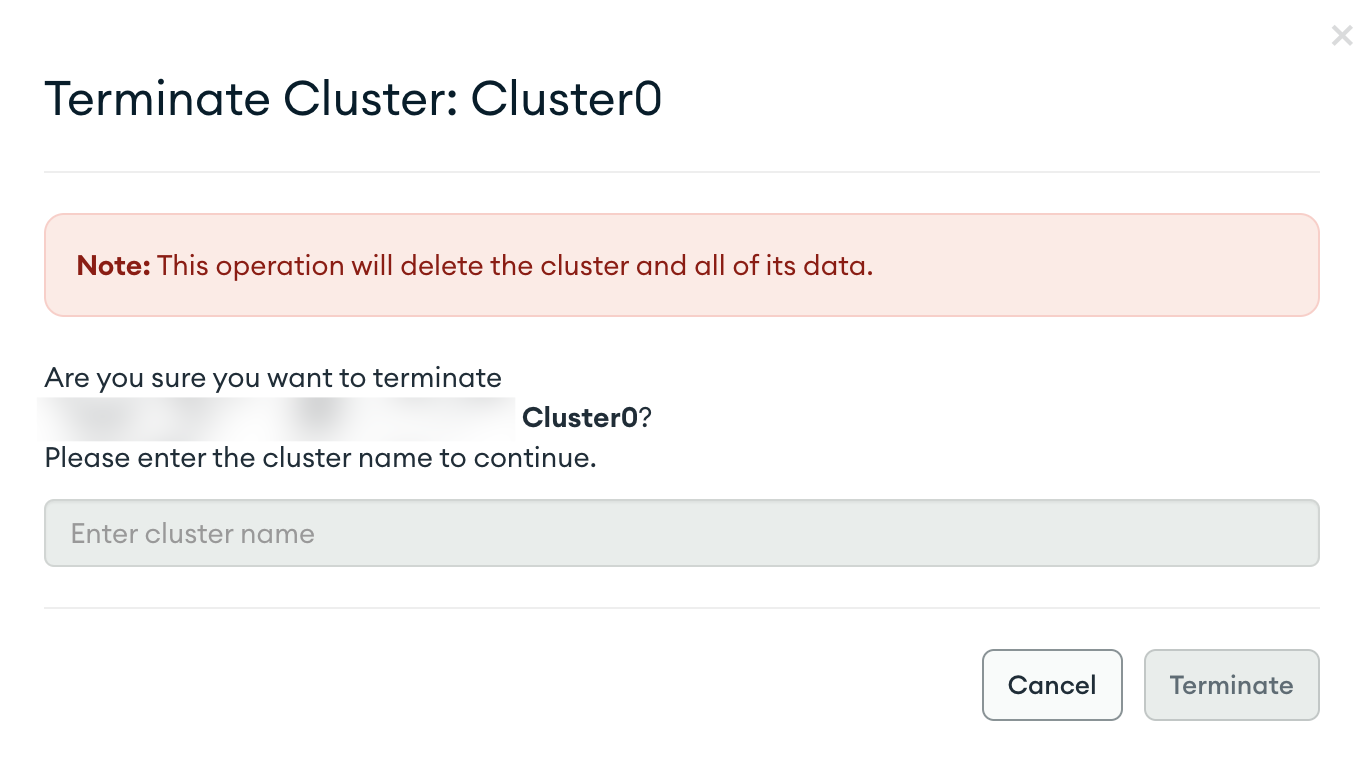 Terminate Cluster: Cluster0
Note: This operation will delete the cluster and all of its data.
Are you sure you want to terminate
Cluster0?
Please enter the cluster name to continue.
Enter cluster name
Cancel Terminate